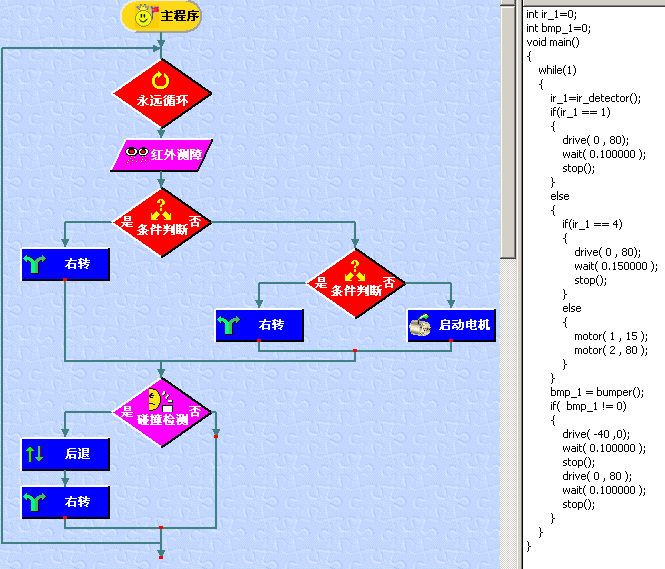 主程序
永远循环
红外测障
是
条件判断
否
右转
是
条件判断
否
右转
启动电机
是
碰撞检测
否
后退
右转
int ir_1=0;
int bmp_1=0;
void main()
{
while(1)
{
ir_1=ir_detector();
if(ir_1 == 1)
{
drive( 0 , 80);
wait( 0.100000 );
stop();
}
else
{
if(ir_1 == 4)
{
drive( 0 , 80);
wait( 0.150000 );
stop();
}
else
{
motor( 1 , 15 );
motor( 2 , 80 );
}
}
bmp_1 = bumper();
if(  bmp_1 != 0)
{
drive( -40 ,0);
wait( 0.100000 );
stop();
drive( 0 , 80 );
wait( 0.100000 );
stop();
}
}
}